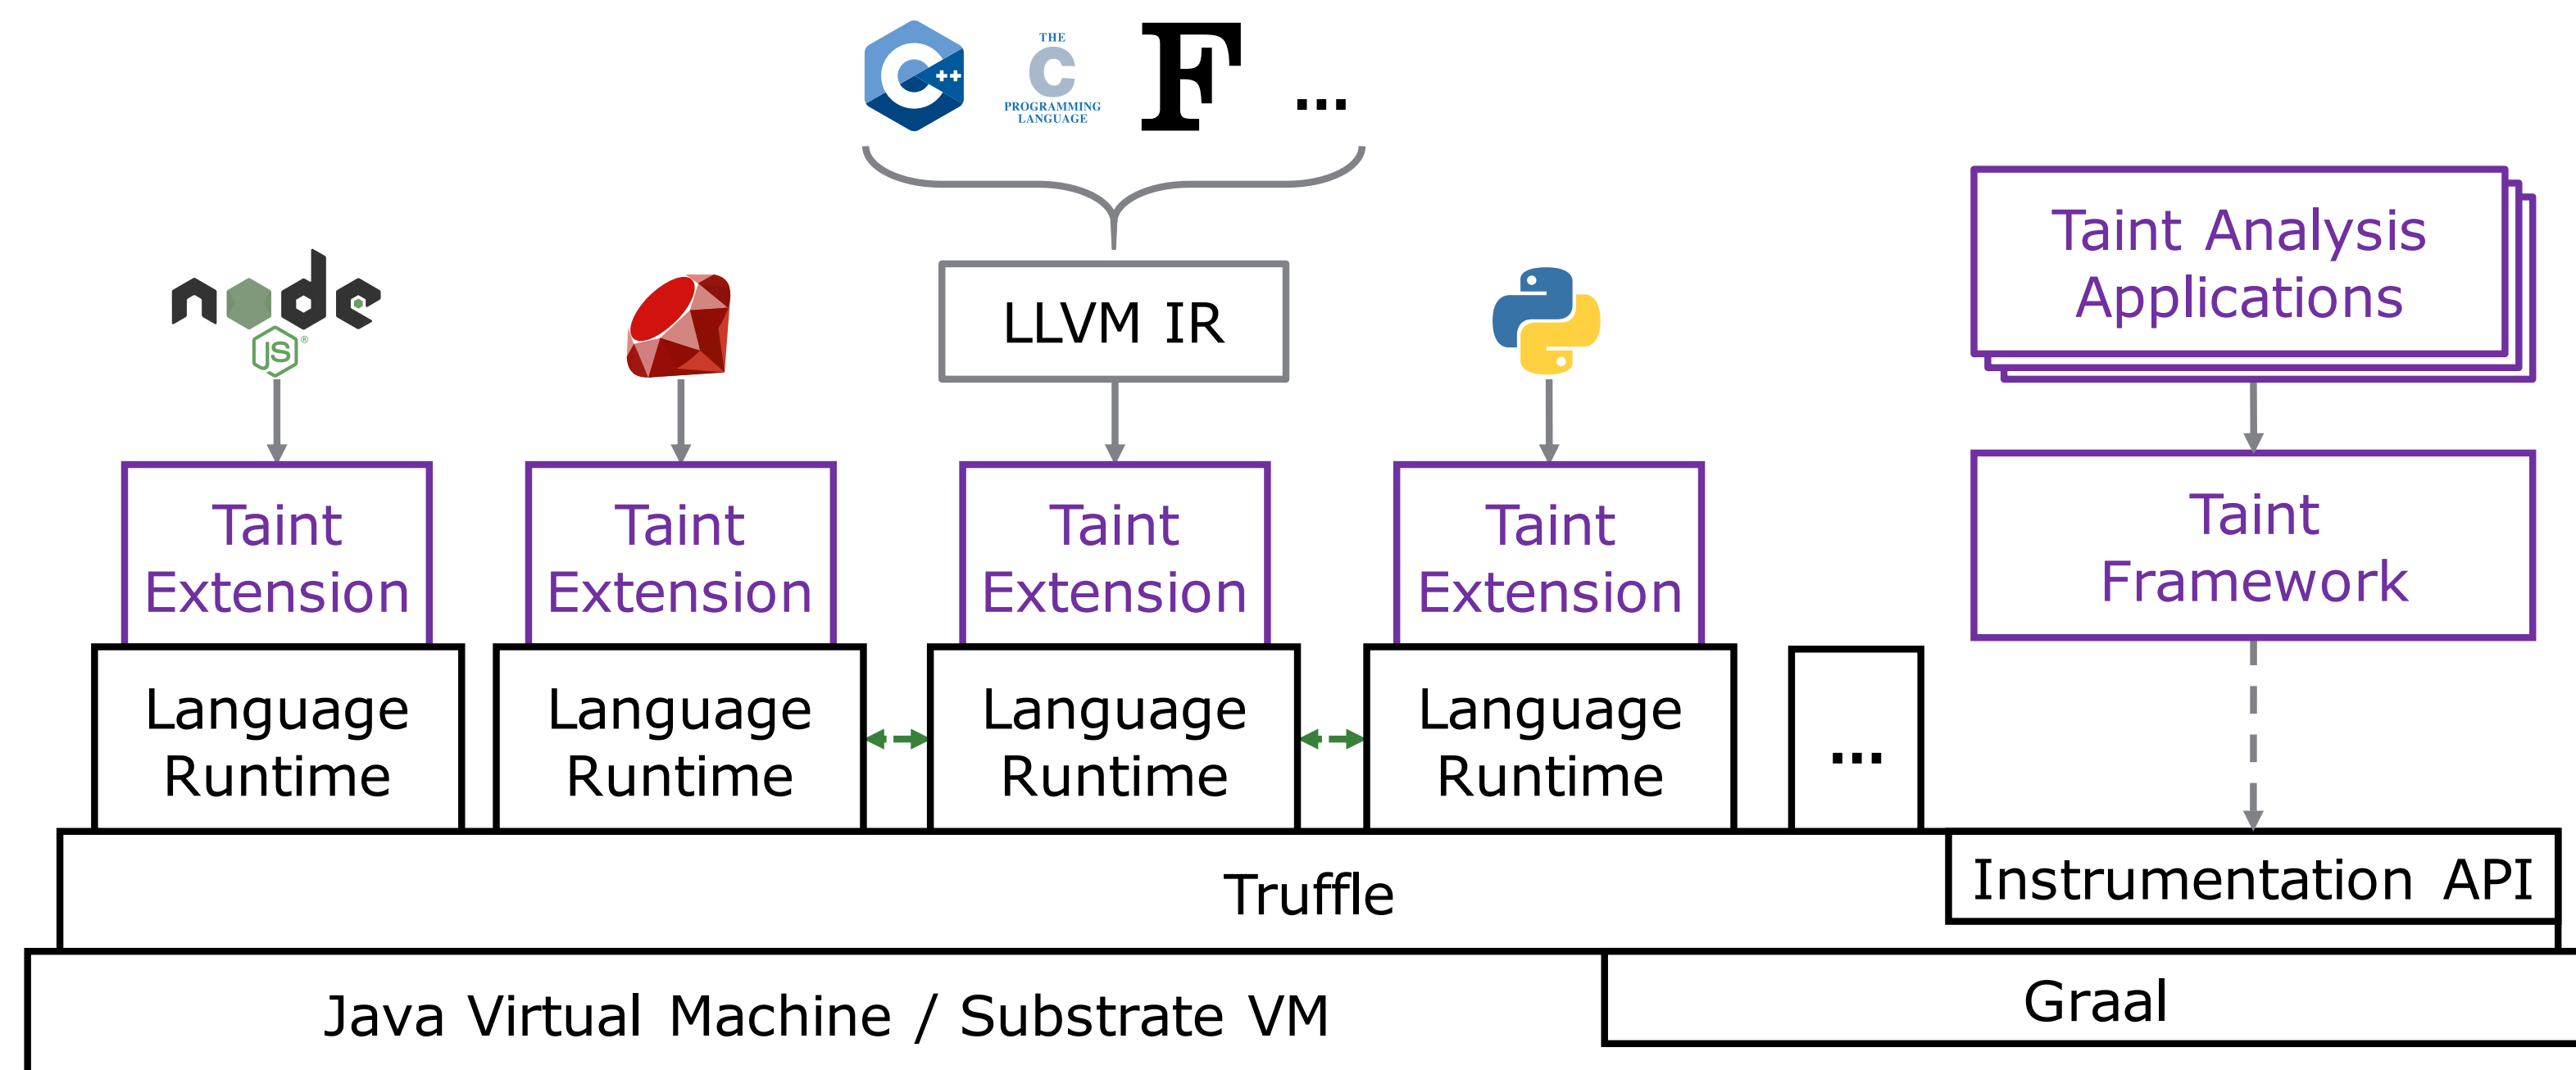 THE
C
PROGRAMMING
LANGUAGE
C++
F
...
node
JS®
LLVM IR
Taint Analysis
Applications
Taint
Extension
Taint
Extension
Taint
Extension
Taint
Extension
Taint
Framework
Language
Runtime
Language
Runtime
Language
Runtime
Language
Runtime
...
Truffle
Instrumentation API
Java Virtual Machine / Substrate VM
Graal